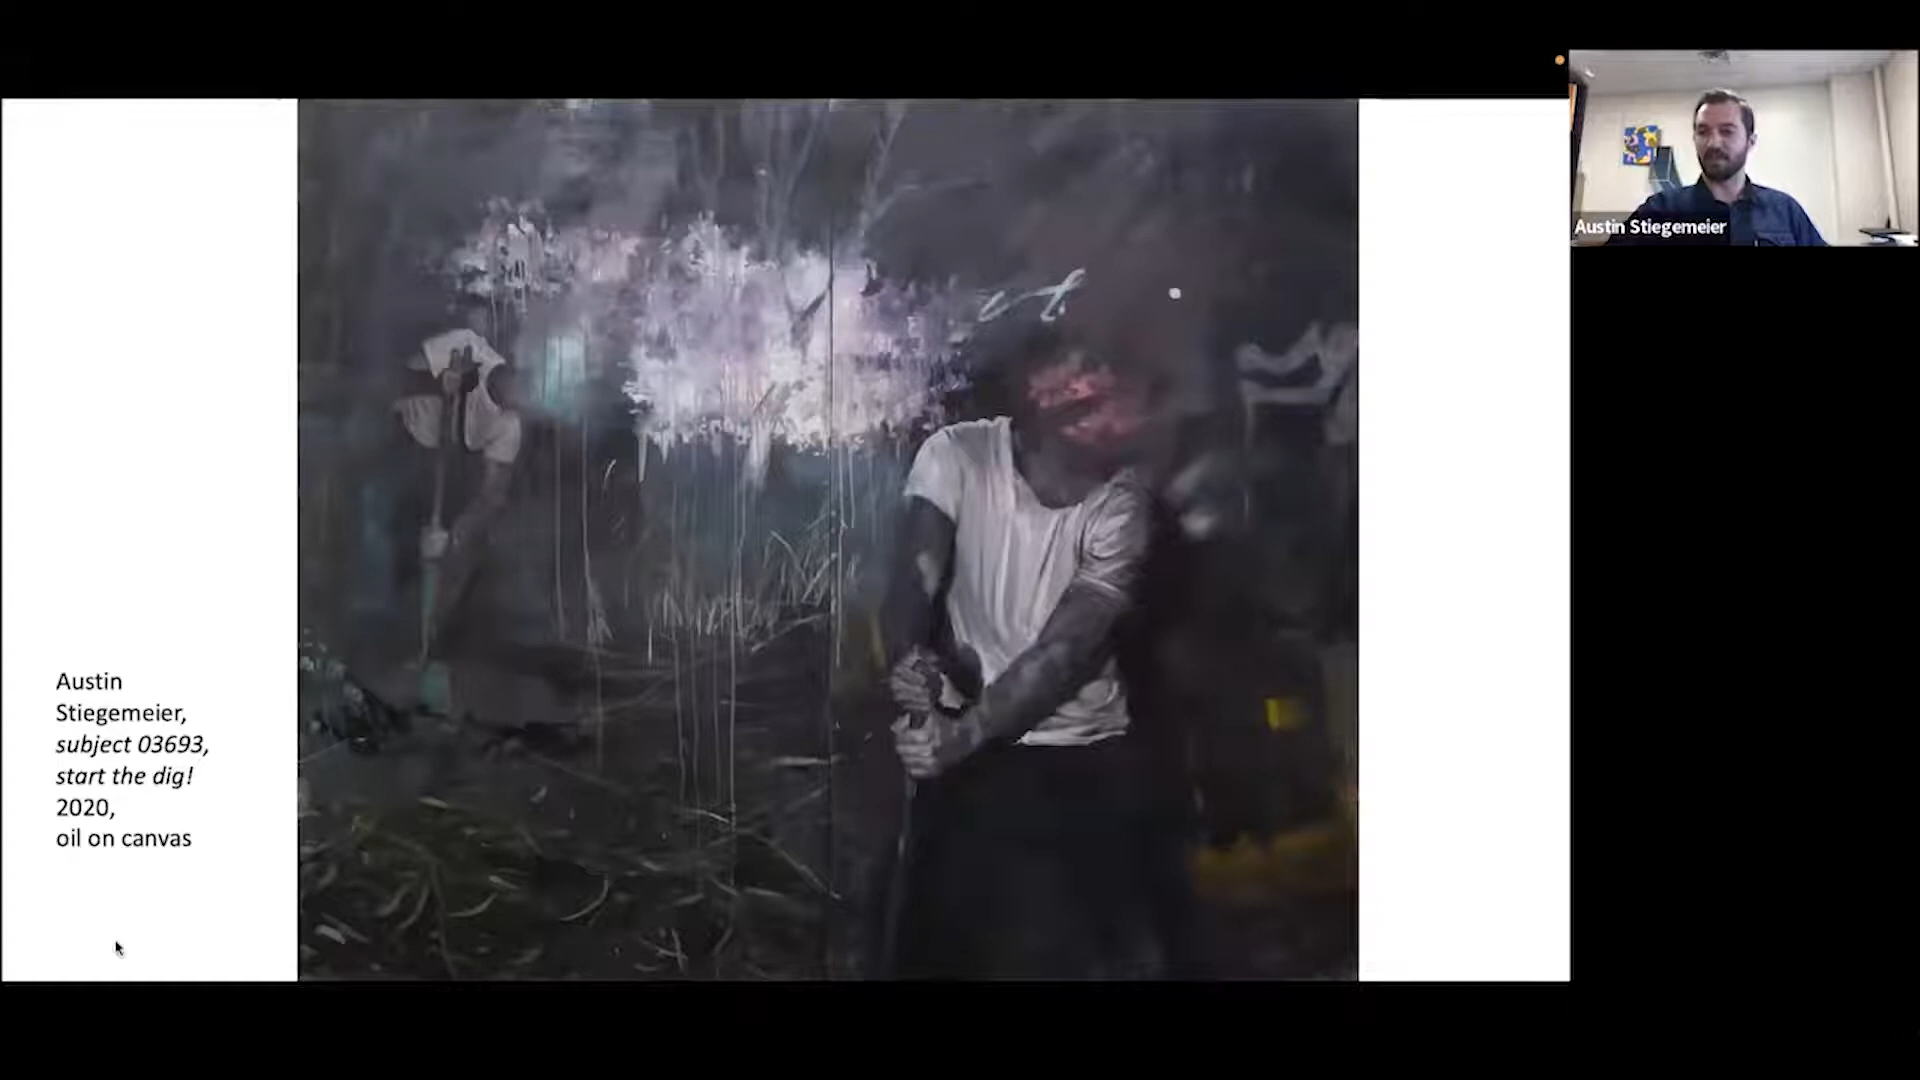 Austin
Stiegemeier,
subject 03693,
start the dig!
2020,
oil on canvas
Austin Stiegemeier